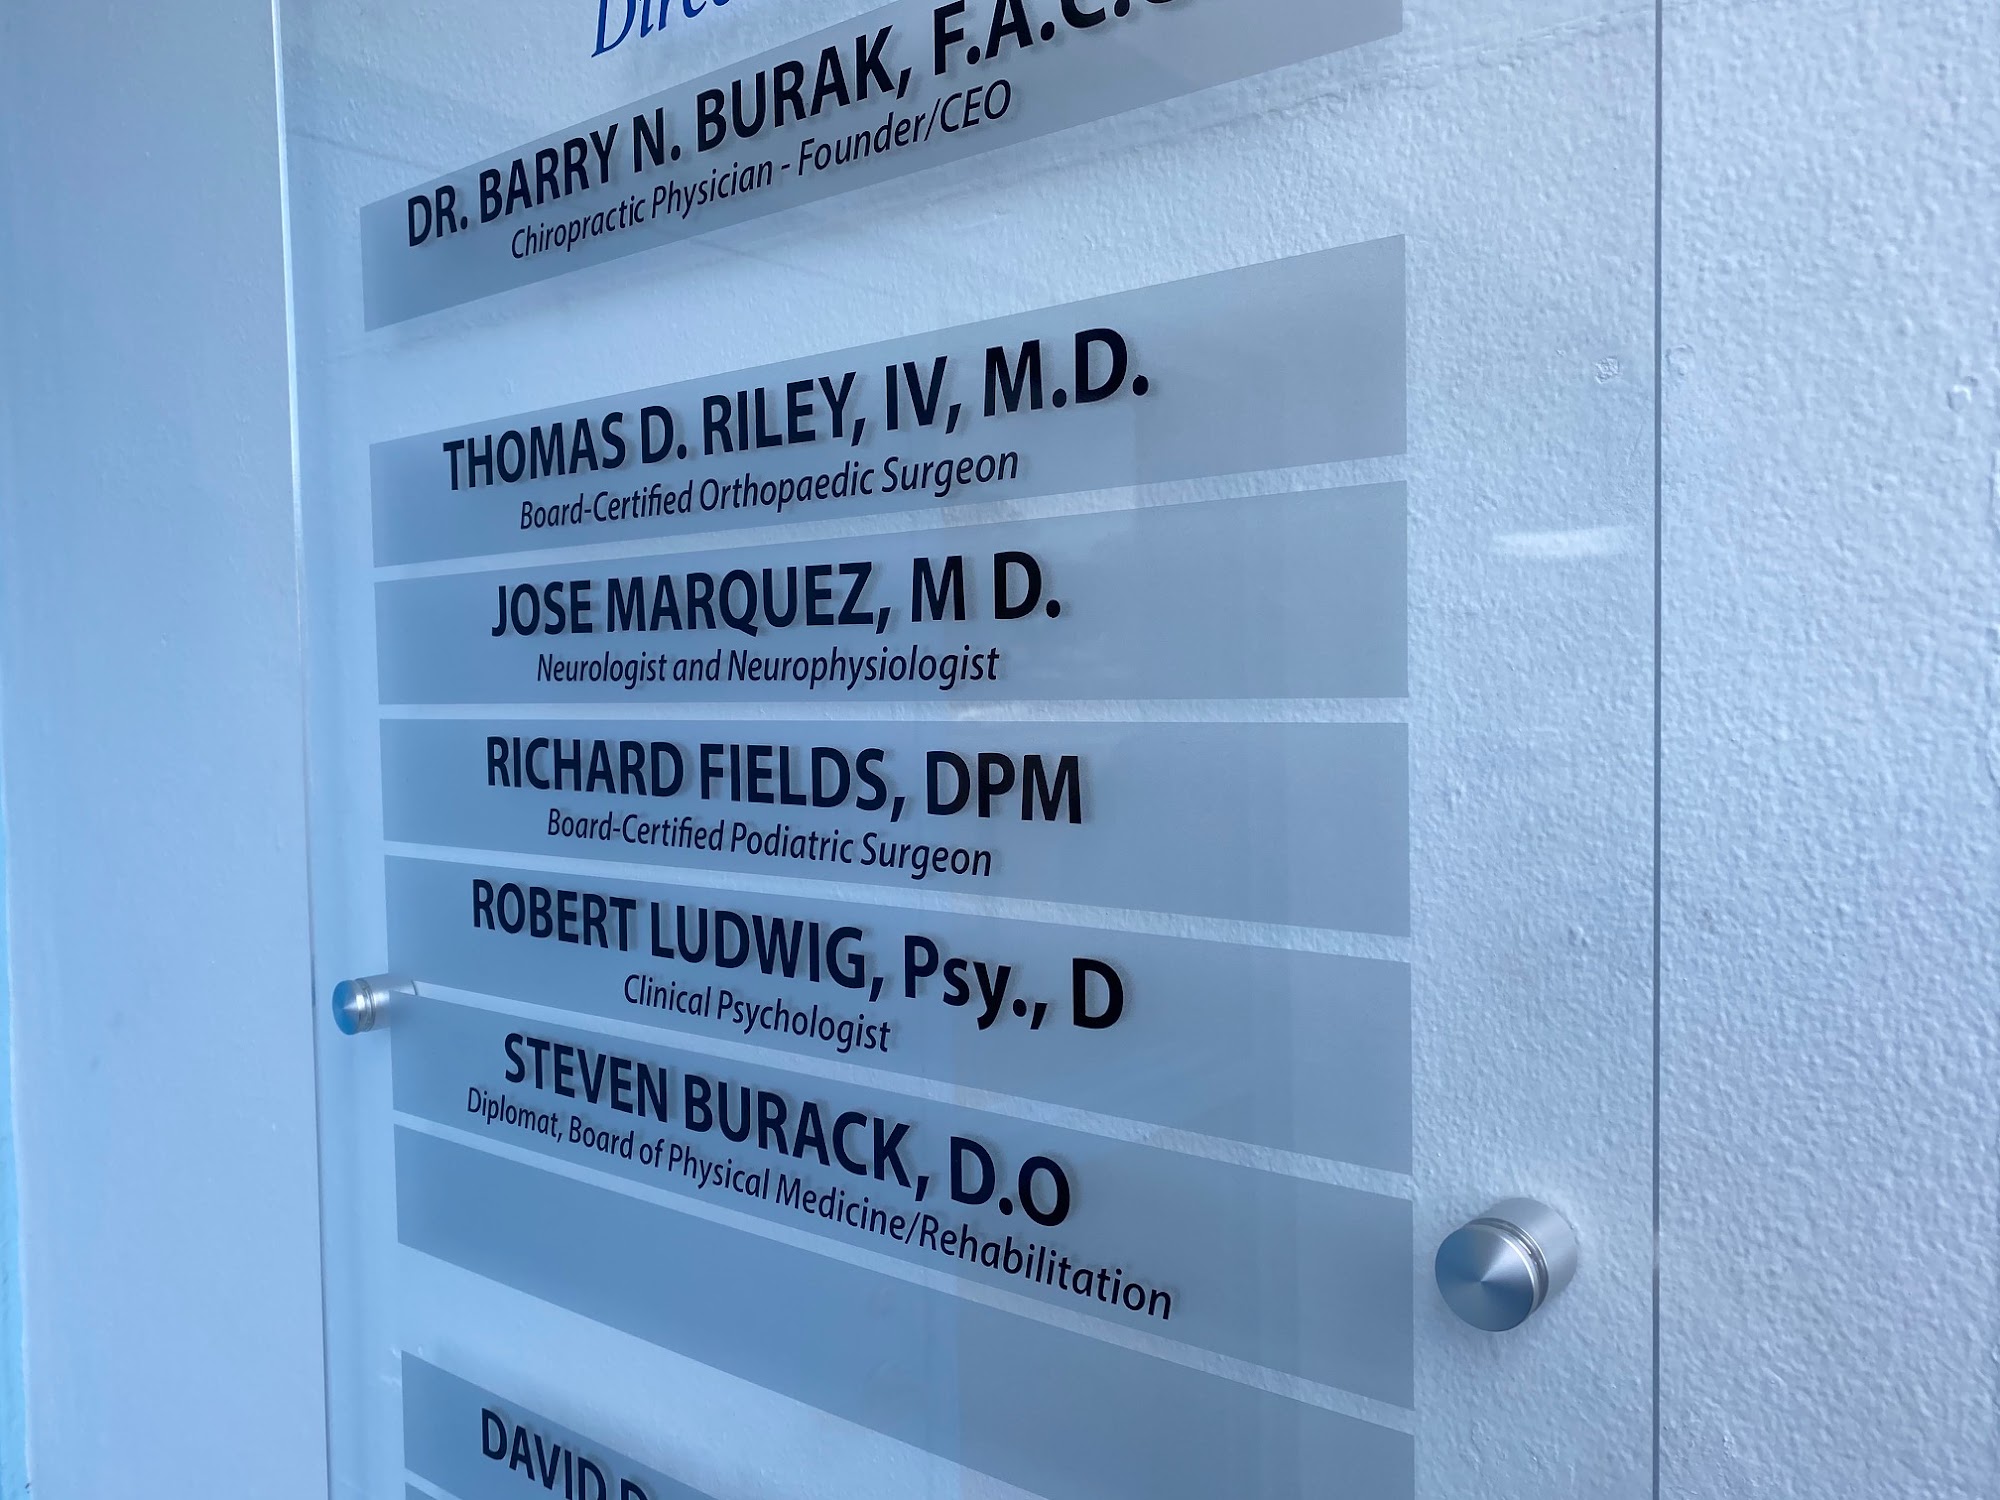 DR. BARRY N. BURAK,
Chiropractic Physician - Founder/CEO
THOMAS D. RILEY, IV, M.D.
Board-Certified Orthopaedic Surgeon
JOSE MARQUEZ, M D.
Neurologist and Neurophysiologist
RICHARD FIELDS, DPM
Board-Certified Podiatric Surgeon
ROBERT LUDWIG, Psy., D
Clinical Psychologist
STEVEN BURACK, D.O
Diplomat, Board of Physical Medicine/Rehabilitation
DAVID